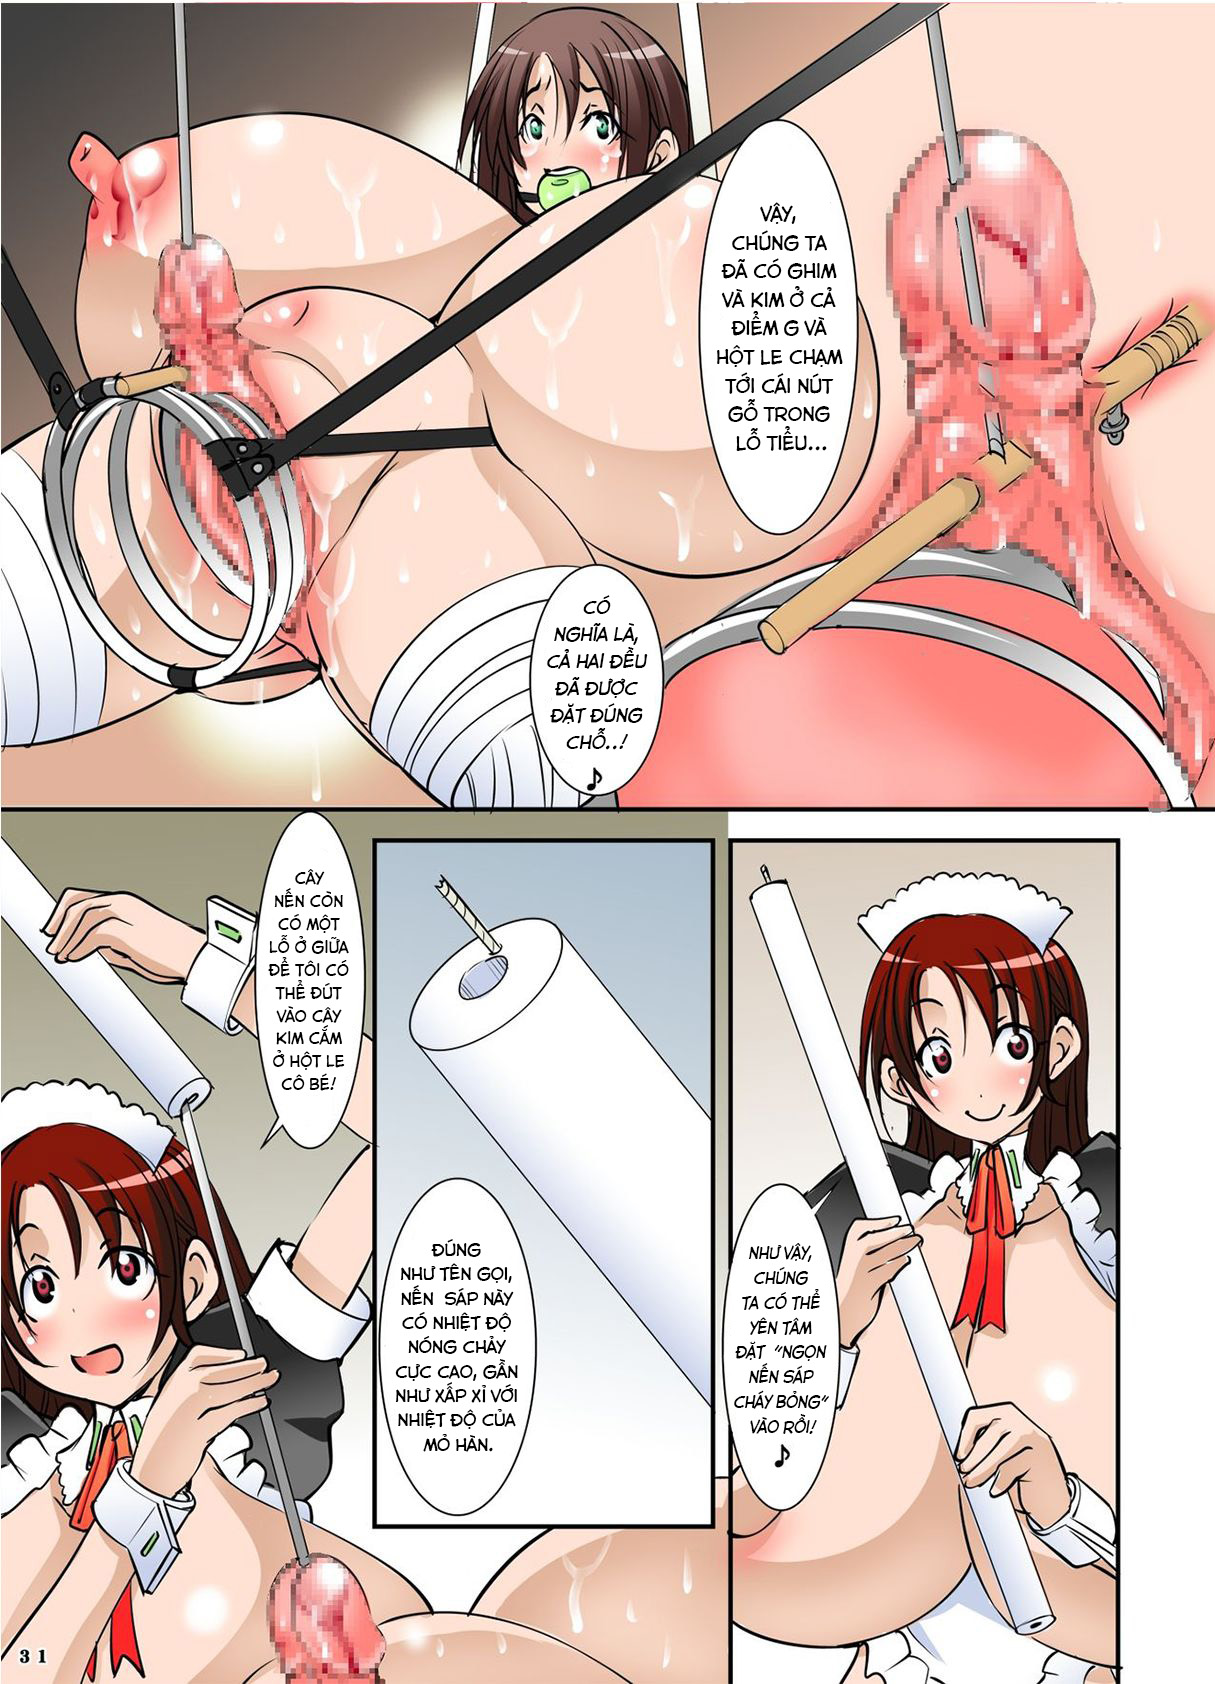 VẬY,
CHÚNG TA
ĐÃ CÓ GHIM
VÀ KIM Ở CẢ
ĐIỂM G VÀ
HỘT LE CHẠM
TỚI CÁI NÚT
GỖ TRONG
LỖ TIỂU...
CÓ
NGHĨA LÀ,
CẢ HAI ĐỀU
ĐÃ ĐƯỢC
ĐẶT ĐÚNG
CHỖ..!
♪
NHƯ VẬY,
CHÚNG
TA CÓ THỂ
YÊN TÂM
ĐẶT "NGỌN
NẾN SÁP
CHÁY BỎNG"
VÀO RỒI!
♪
ĐÚNG
NHƯ TÊN GỌI,
NẾN SÁP NÀY
CÓ NHIỆT ĐỘ
NÓNG CHẢY
CỰC CAO, GẦN
NHƯ XẤP XỈ VỚI
NHIỆT ĐỘ CỦA
MỎ HÀN.
CÂY
NẾN CÒN
CÓ MỘT
LỖ Ở GIỮA
ĐỂ TÔI CÓ
THỂ ĐÚT
VÀO CÂY
KIM CẮM
Ở HỘT LE
CÔ BÉ!
31